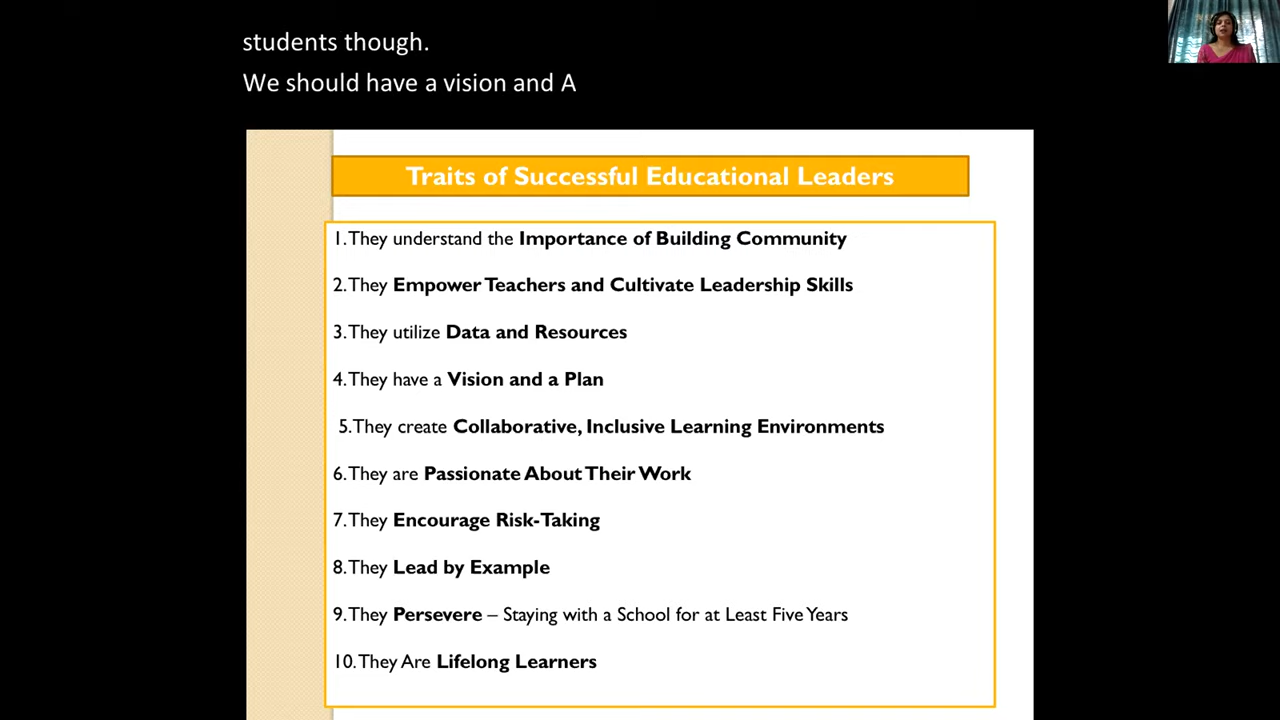 students though.
We should have a vision and A
Traits of Successful Educational Leaders
1. They understand the Importance of Building Community
2. They Empower Teachers and Cultivate Leadership Skills
3. They utilize Data and Resources
4. They have a Vision and a Plan
5. They create Collaborative, Inclusive Learning Environments
6. They are Passionate About Their Work
7. They Encourage Risk-Taking
8. They Lead by Example
9. They Persevere – Staying with a School for at Least Five Years
10. They Are Lifelong Learners